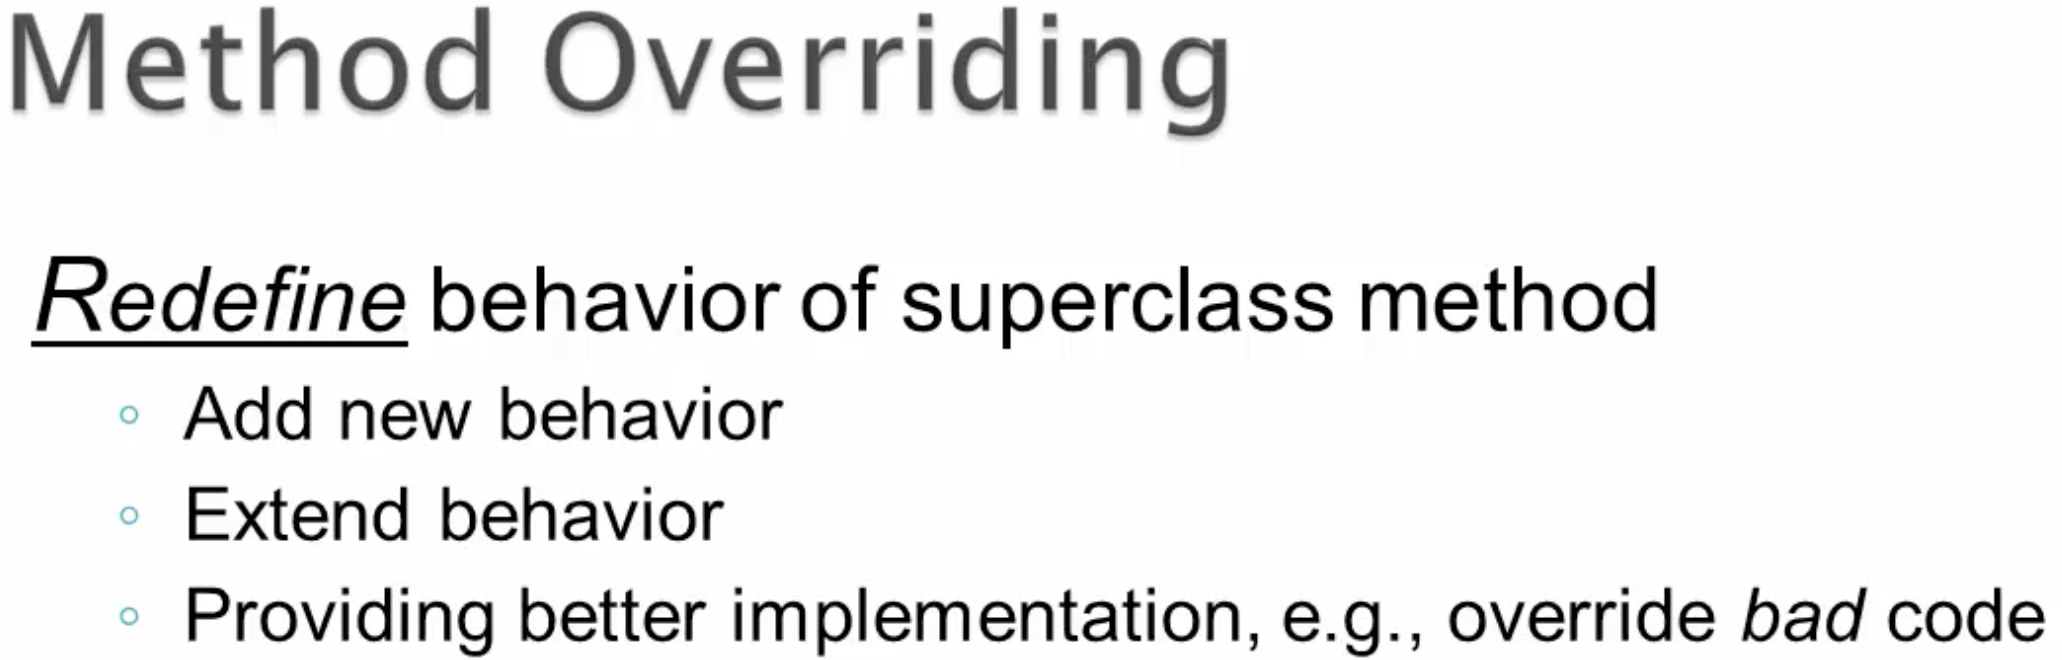 Method Overriding
Redefine behavior of superclass method
◦ Add new behavior
◦ Extend behavior
◦ Providing better implementation, e.g., override bad code